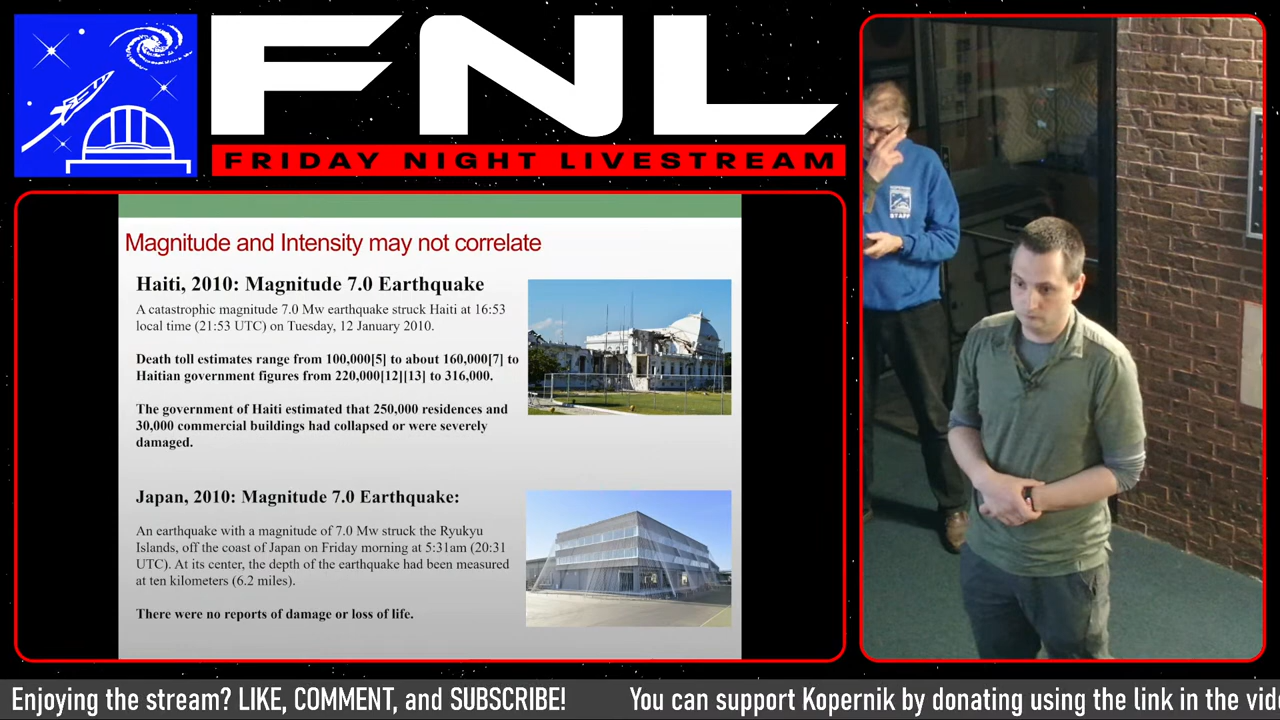 FNL
FRIDAY NIGHT LIVESTREAM
Magnitude and Intensity may not correlate
Haiti, 2010: Magnitude 7.0 Earthquake
A catastrophic magnitude 7.0 Mw earthquake struck Haiti at 16:53
local time (21:53 UTC) on Tuesday, 12 January 2010.
Death toll estimates range from 100,000[5] to about 160,000[7] to
Haitian government figures from 220,000[12][13] to 316,000.
The government of Haiti estimated that 250,000 residences and
30,000 commercial buildings had collapsed or were severely
damaged.
Japan, 2010: Magnitude 7.0 Earthquake:
An earthquake with a magnitude of 7.0 Mw struck the Ryukyu
Islands, off the coast of Japan on Friday morning at 5:31am (20:31
UTC). At its center, the depth of the earthquake had been measured
at ten kilometers (6.2 miles).
There were no reports of damage or loss of life.
STAFF
Enjoying the stream? LIKE, COMMENT, and SUBSCRIBE! You can support Kopernik by donating using the link in the vid